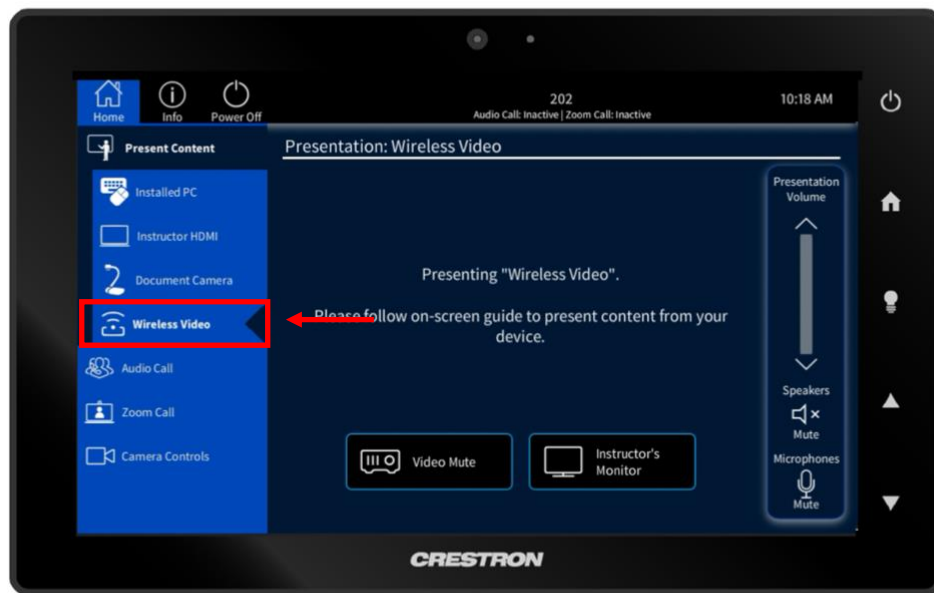 Home
Info
Power Off
202
Audio Call: Inactive | Zoom Call: Inactive
10:18 AM
Present Content
Installed PC
Instructor HDMI
Document Camera
Wireless Video
Audio Call
Zoom Call
Camera Controls
Presentation: Wireless Video
Presenting "Wireless Video".
Please follow on-screen guide to present content from your
device.
Video Mute
Instructor's
Monitor
Presentation
Volume
Speakers
Mute
Microphones
Mute
CRESTRON